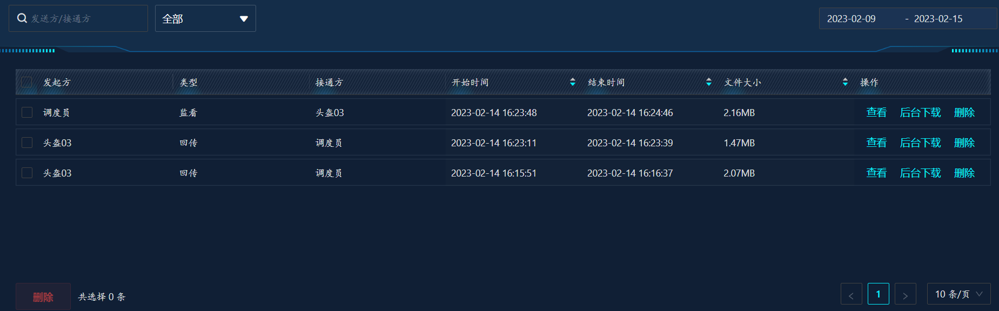 发送方/接通方 全部 2023-02-09 - 2023-02-15
发起方 类型 接通方 开始时间 结束时间 文件大小 操作
调度员 监看 头盔03 2023-02-14 16:23:48 2023-02-14 16:24:46 2.16MB 查看 后台下载 删除
头盔03 回传 调度员 2023-02-14 16:23:11 2023-02-14 16:23:39 1.47MB 查看 后台下载 删除
头盔03 回传 调度员 2023-02-14 16:15:51 2023-02-14 16:16:37 2.07MB 查看 后台下载 删除
删除 共选择 0 条 < 1 > 10 条/页